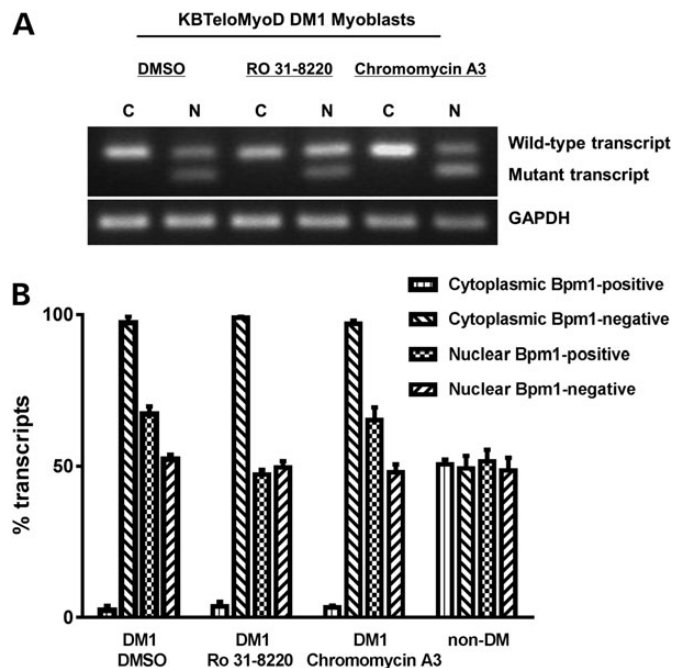 A
KBTeloMyoD DM1 Myoblasts
DMSO RO 31-8220 Chromomycin A3
C N C N C N
Wild-type transcript
Mutant transcript
GAPDH
B
Cytoplasmic Bpm1-positive
Cytoplasmic Bpm1-negative
Nuclear Bpm1-positive
Nuclear Bpm1-negative
% transcripts
100
50
0
DM1 DM1 DM1 non-DM
DMSO Ro 31-8220 Chromomycin A3